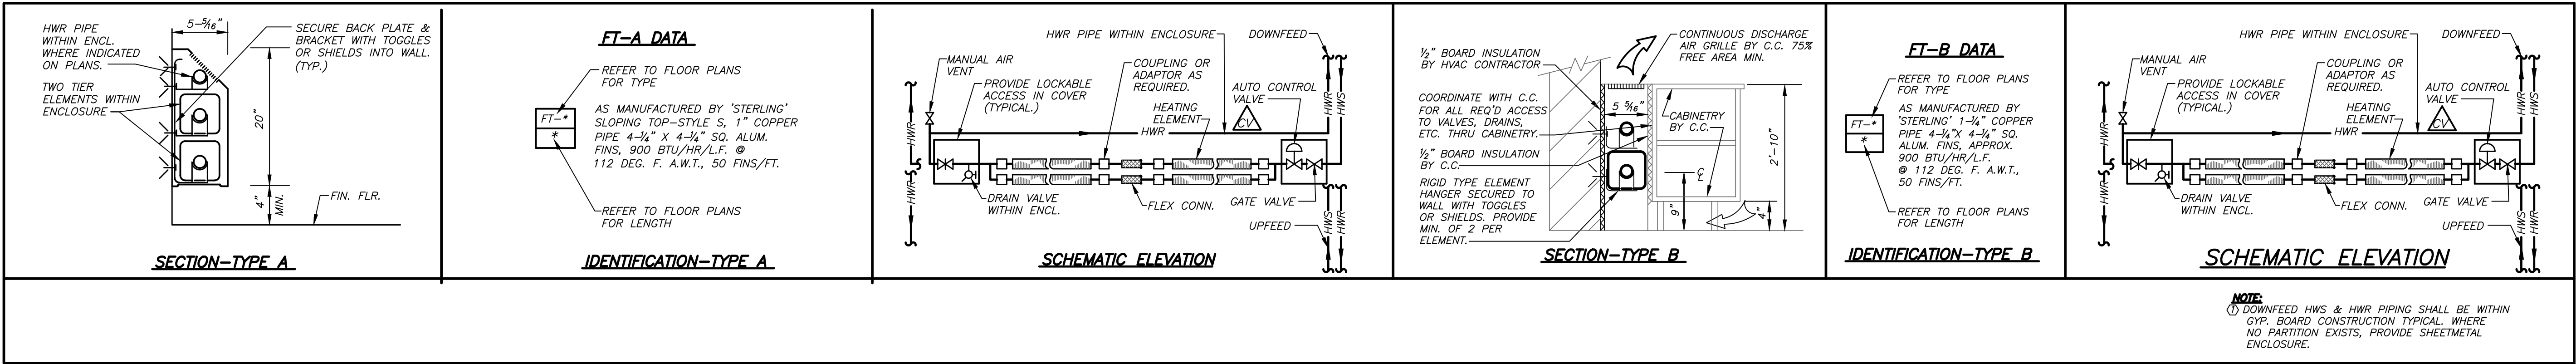 HWR PIPE
WITHIN ENCL.
WHERE INDICATED
ON PLANS.
TWO TIER
ELEMENTS WITHIN
ENCLOSURE
5-5/16"
20"
4"
MIN.
SECURE BACK PLATE &
BRACKET WITH TOGGLES
OR SHIELDS INTO WALL.
(TYP.)
FIN. FLR.
SECTION-TYPE A
FT-A DATA
REFER TO FLOOR PLANS
FOR TYPE
FT-*
*
AS MANUFACTURED BY 'STERLING'
SLOPING TOP-STYLE S, 1" COPPER
PIPE 4-1/4" X 4-1/4" SQ. ALUM.
FINS, 900 BTU/HR/L.F. @
112 DEG. F. A.W.T., 50 FINS/FT.
REFER TO FLOOR PLANS
FOR LENGTH
IDENTIFICATION-TYPE A
HWR PIPE WITHIN ENCLOSURE
DOWNFEED
MANUAL AIR
VENT
PROVIDE LOCKABLE
ACCESS IN COVER
(TYPICAL.)
COUPLING OR
ADAPTOR AS
REQUIRED.
HEATING
ELEMENT
AUTO CONTROL
VALVE
CV
HWR
HWR
HWS
HWR
HWR
DRAIN VALVE
WITHIN ENCL.
FLEX CONN.
GATE VALVE
UPFEED
HWS
HWR
SCHEMATIC ELEVATION
1/2" BOARD INSULATION
BY HVAC CONTRACTOR
COORDINATE WITH C.C.
FOR ALL REQ'D ACCESS
TO VALVES, DRAINS,
ETC. THRU CABINETRY.
1/2" BOARD INSULATION
BY C.C.
RIGID TYPE ELEMENT
HANGER SECURED TO
WALL WITH TOGGLES
OR SHIELDS. PROVIDE
MIN. OF 2 PER
ELEMENT.
CONTINUOUS DISCHARGE
AIR GRILLE BY C.C. 75%
FREE AREA MIN.
5 5/16"
CABINETRY
BY C.C.
℄
9"
4"
2'-10"
SECTION-TYPE B
FT-B DATA
REFER TO FLOOR PLANS
FOR TYPE
FT-*
*
AS MANUFACTURED BY
'STERLING' 1-1/4" COPPER
PIPE 4-1/4"X 4-1/4" SQ.
ALUM. FINS, APPROX.
900 BTU/HR/L.F.
@ 112 DEG. F. A.W.T.,
50 FINS/FT.
REFER TO FLOOR PLANS
FOR LENGTH
IDENTIFICATION-TYPE B
HWR PIPE WITHIN ENCLOSURE
DOWNFEED
MANUAL AIR
VENT
PROVIDE LOCKABLE
ACCESS IN COVER
(TYPICAL.)
COUPLING OR
ADAPTOR AS
REQUIRED.
HEATING
ELEMENT
AUTO CONTROL
VALVE
CV
HWR
HWR
HWS
HWR
HWR
DRAIN VALVE
WITHIN ENCL.
FLEX CONN.
GATE VALVE
UPFEED
HWS
HWR
SCHEMATIC ELEVATION
NOTE:
1 DOWNFEED HWS & HWR PIPING SHALL BE WITHIN
GYP. BOARD CONSTRUCTION TYPICAL. WHERE
NO PARTITION EXISTS, PROVIDE SHEETMETAL
ENCLOSURE.